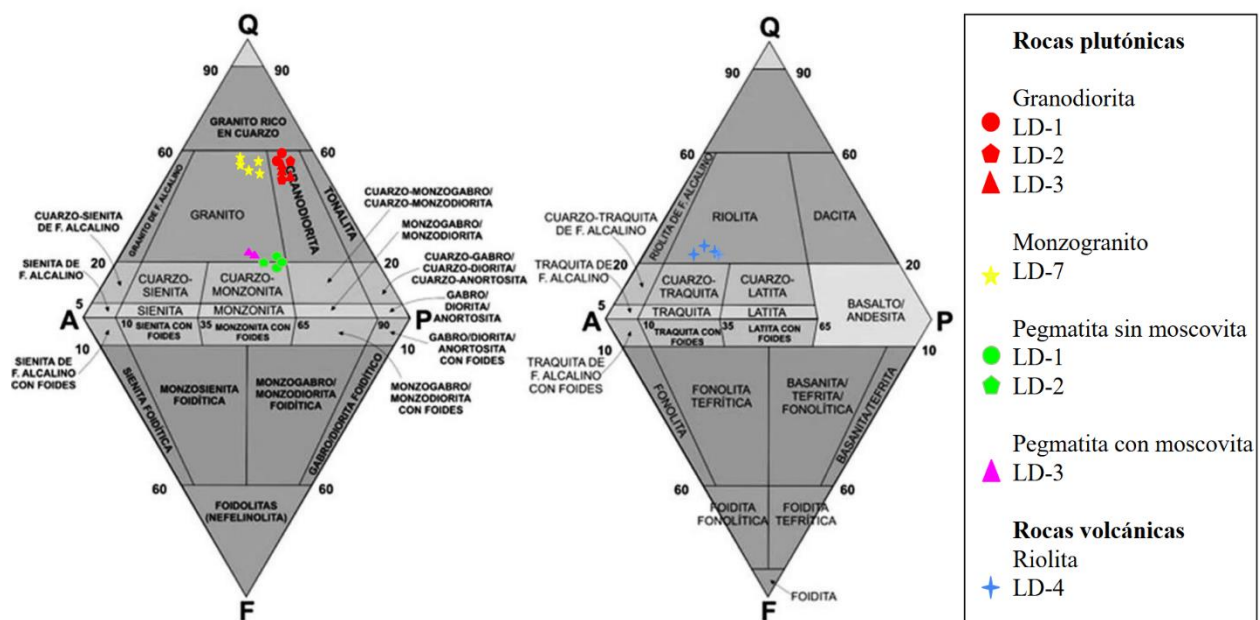 Q
90 90
GRANITO RICO
EN CUARZO
60 60
GRANITO DE F. ALCALINO
GRANITO
GRANODIORITA
TONALITA
CUARZO-SIENITA
DE F. ALCALINO
SIENITA DE
F. ALCALINO
20 20
CUARZO-
SIENITA
CUARZO-
MONZONITA
CUARZO-MONZOGABRO/
CUARZO-MONZODIORITA
MONZOGABRO/
MONZODIORITA
CUARZO-GABRO/
CUARZO-DIORITA/
CUARZO-ANORTOSITA
GABRO/
DIORITA/
ANORTOSITA
5 5
SIENITA
MONZONITA
A
P
10
SIENITA CON
FOIDES
35
MONZONITA CON
FOIDES
65
90
10 10
SIENITA DE
F. ALCALINO
CON FOIDES
GABRO/DIORITA/
ANORTOSITA
CON FOIDES
MONZOGABRO/
MONZODIORITA
CON FOIDES
SIENITA FOIDÍTICA
MONZOSIENITA
FOIDÍTICA
MONZOGABRO/
MONZODIORITA
FOIDÍTICA
GABRO/DIORITA FOIDÍTICO
60 60
FOIDOLITAS
(NEFELINOLITA)
F
Q
90 90
60 60
RIOLITA DE F. ALCALINO
RIOLITA
DACITA
CUARZO-TRAQUITA
DE F. ALCALINO
TRAQUITA DE
F. ALCALINO
20 20
CUARZO-
TRAQUITA
CUARZO-
LATITA
5
TRAQUITA
LATITA
BASALTO/
ANDESITA
A
P
10
TRAQUITA CON
FOIDES
35
LATITA CON
FOIDES
65
10 10
TRAQUITA DE
F. ALCALINO
CON FOIDES
FONOLITA
FONOLITA
TEFRÍTICA
BASANITA/
TEFRITA/
FONOLÍTICA
BASANITA/TEFRITA
60 60
FOIDITA
FONOLÍTICA
FOIDITA
TEFRÍTICA
FOIDITA
F
Rocas plutónicas
Granodiorita
LD-1
LD-2
LD-3
Monzogranito
LD-7
Pegmatita sin moscovita
LD-1
LD-2
Pegmatita con moscovita
LD-3
Rocas volcánicas
Riolita
LD-4